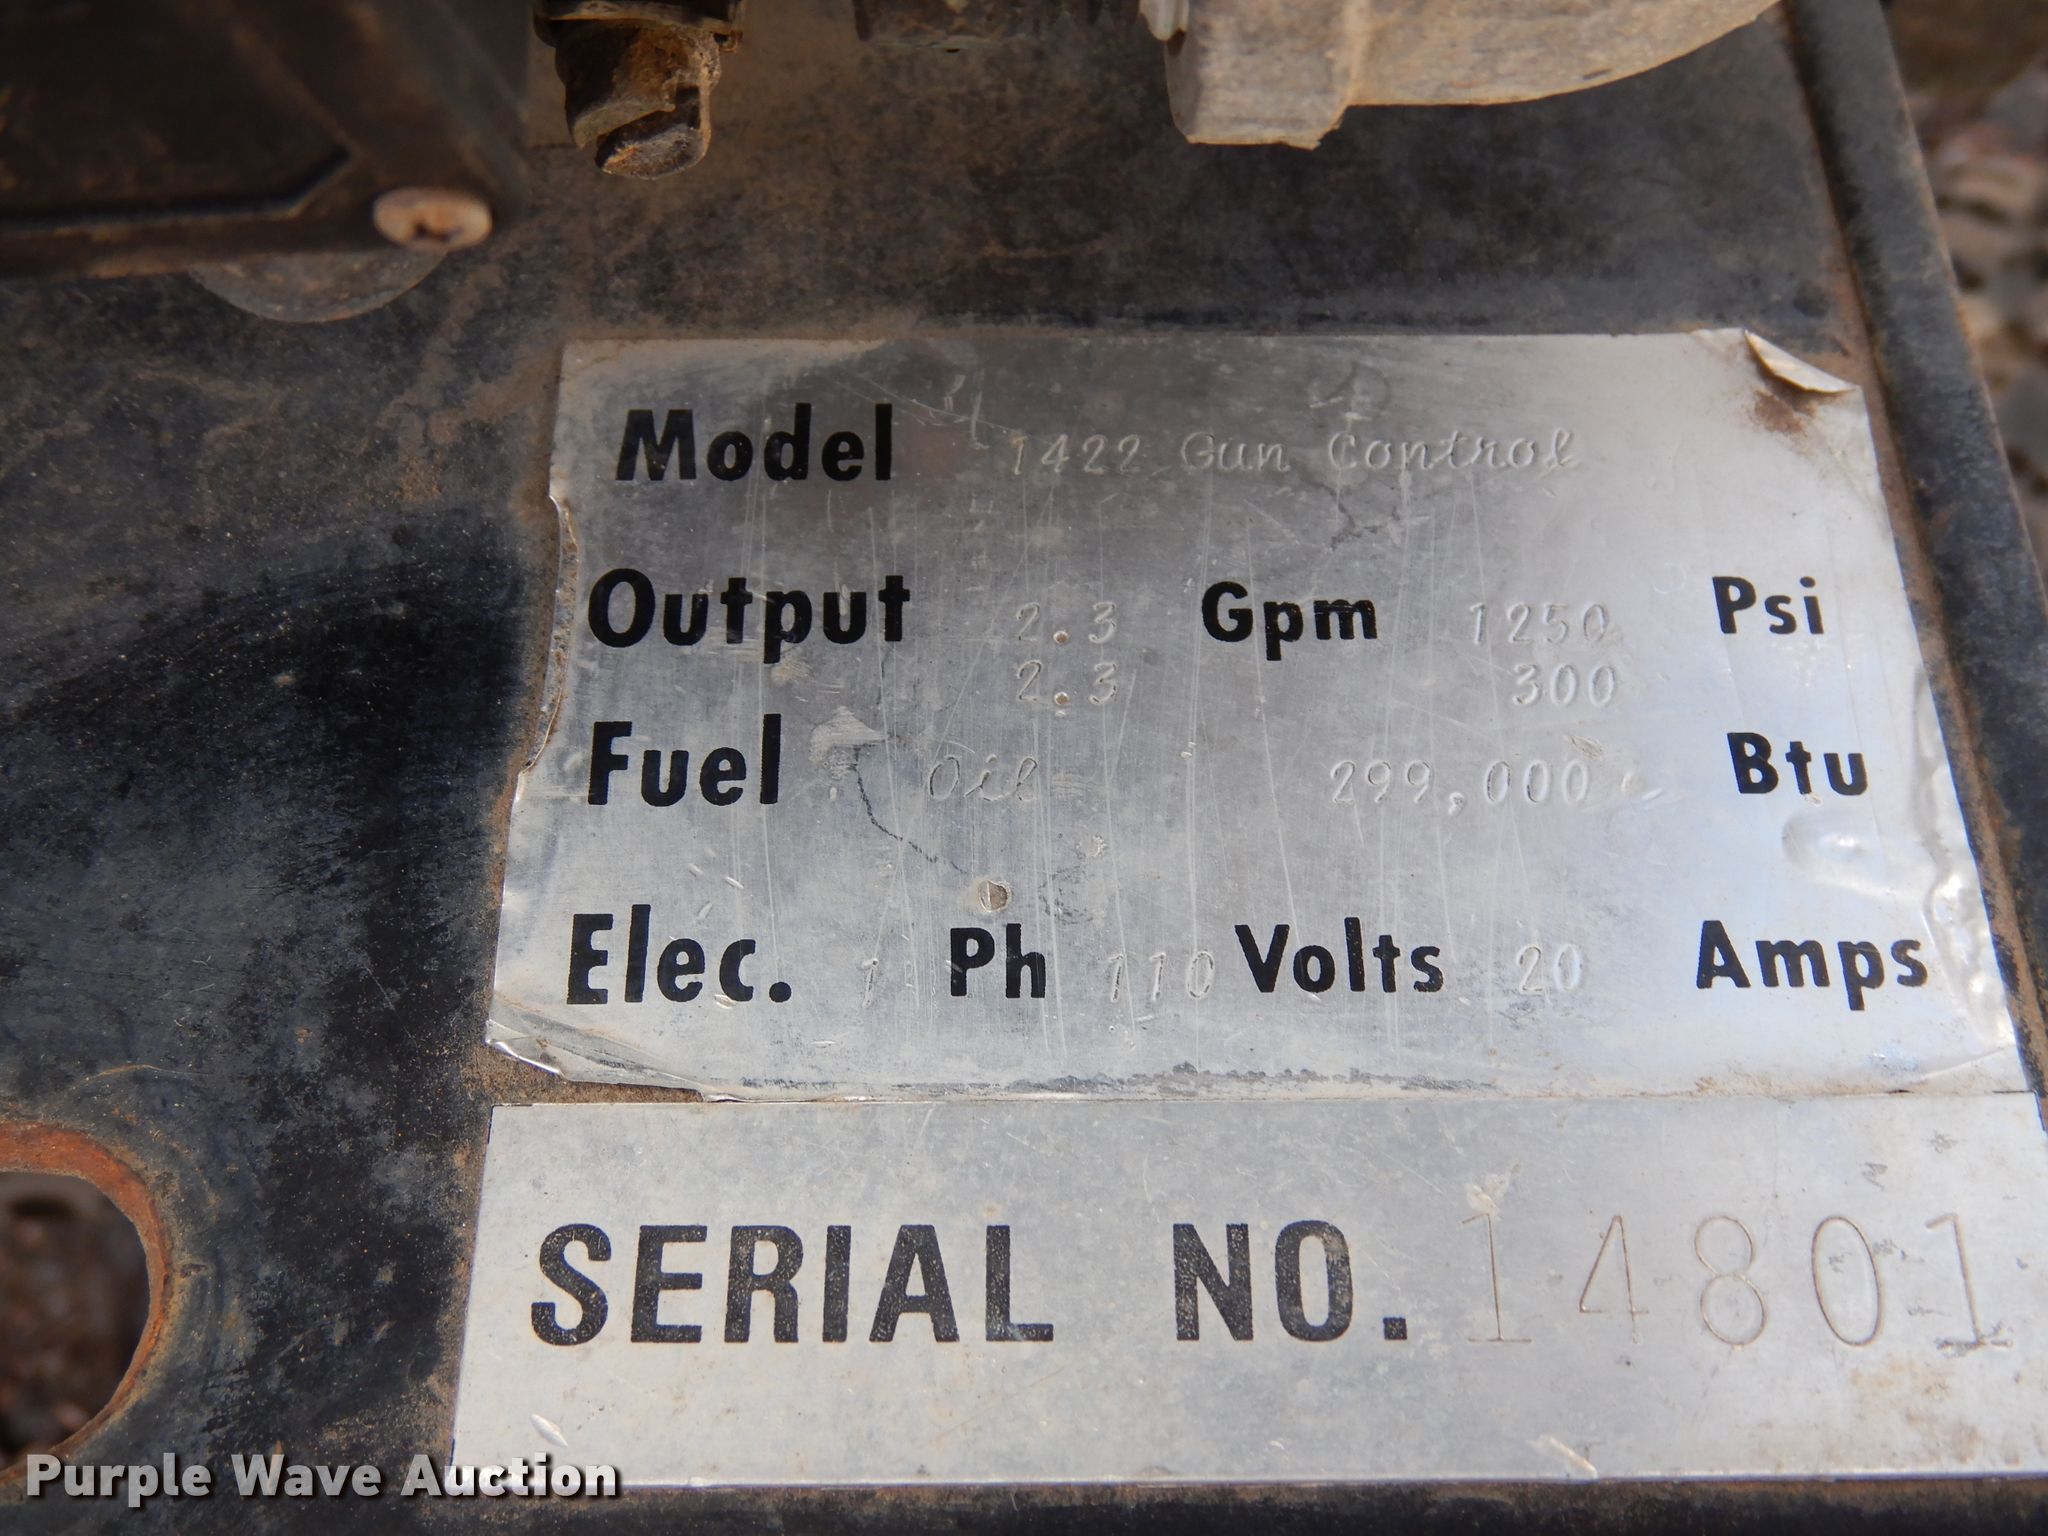 Model 1422 Gun Control
Output 2.3 Gpm 1250 Psi
2.3 300
Fuel Oil 299,000 Btu
Elec. 1 Ph 110 Volts 20 Amps
SERIAL NO. 14801
Purple Wave Auction